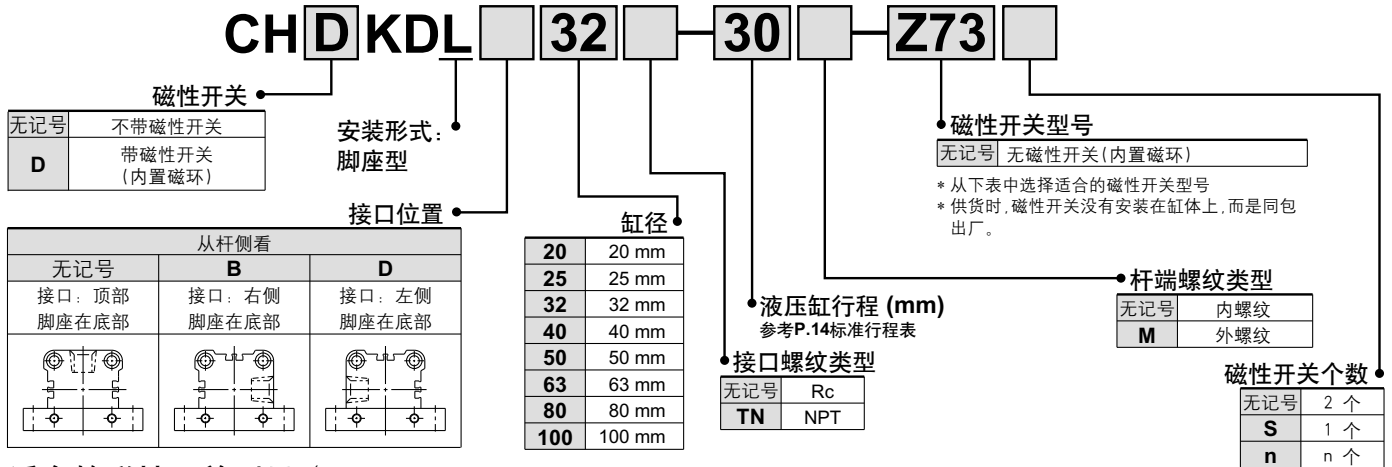 CHDKDL 32 - 30 - Z73
磁性开关
无记号 不带磁性开关
D 带磁性开关
(内置磁环)
安装形式:
脚座型
接口位置
从杆侧看
无记号 B D
接口：顶部 接口：右侧 接口：左侧
脚座在底部 脚座在底部 脚座在底部
缸径
20 20 mm
25 25 mm
32 32 mm
40 40 mm
50 50 mm
63 63 mm
80 80 mm
100 100 mm
接口螺纹类型
无记号 Rc
TN NPT
液压缸行程 (mm)
参考P.14标准行程表
磁性开关型号
无记号 无磁性开关(内置磁环)
* 从下表中选择适合的磁性开关型号
* 供货时,磁性开关没有安装在缸体上,而是同包
出厂。
杆端螺纹类型
无记号 内螺纹
M 外螺纹
磁性开关个数
无记号 2 个
S 1 个
n n 个